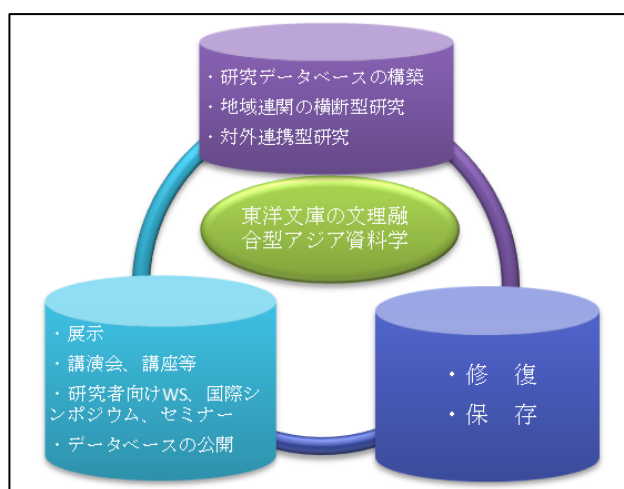 ・研究データベースの構築
・地域連関の横断型研究
・対外連携型研究
東洋文庫の文理融
合型アジア資料学
・展示
・講演会、講座等
・研究者向けWS、国際シ
ンポジウム、セミナー
・データベースの公開
・修　復
・保　存